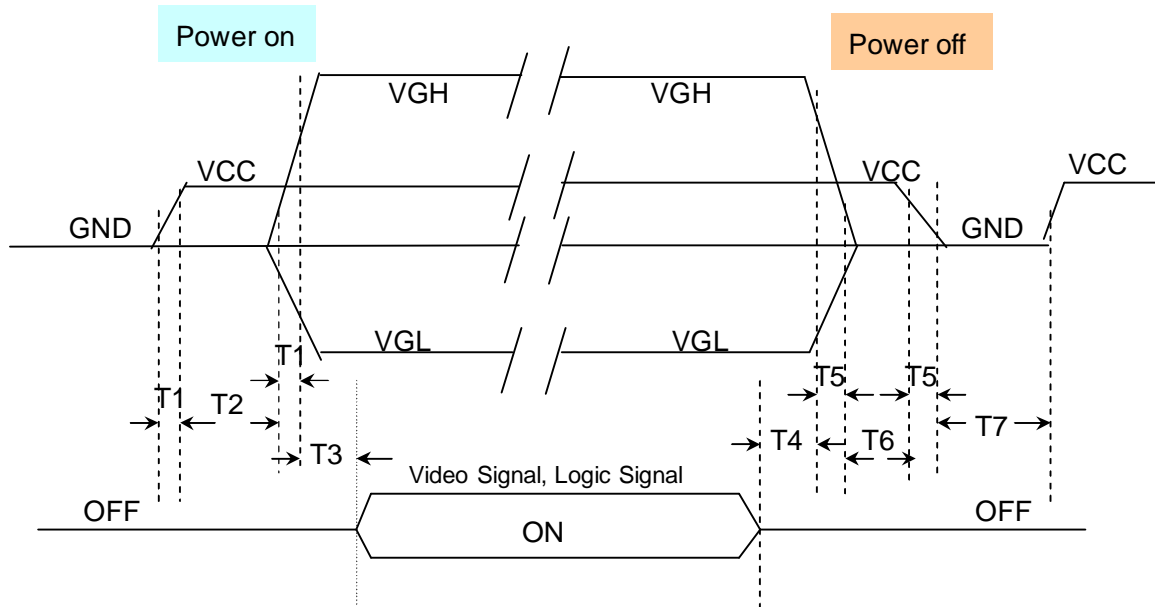 Power on
Power off
VGH
VGH
VCC
VCC
VCC
GND
GND
VGL
VGL
T1
T5
T5
T1
T2
T4
T6
T7
T3
Video Signal, Logic Signal
OFF
ON
OFF